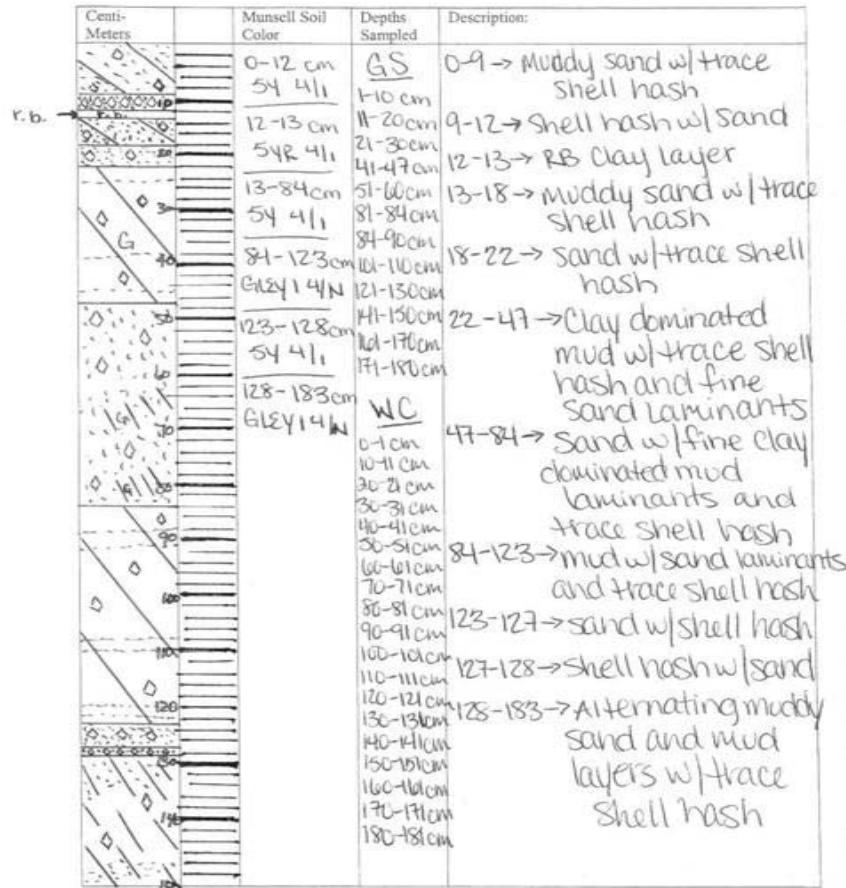 Centi-
Meters
Munsell Soil
Color
Depths
Sampled
Description:
r.b. →
r.b.
10
20
3
40
50
60
70
80
90
100
110
120
130
140
G
G
G
0-12 cm
5Y 4/1
12-13 cm
5YR 4/1
13-84 cm
5Y 4/1
84-123 cm
GLEY 1 4/N
123-128 cm
5Y 4/1
128-183 cm
GLEY 1 4/N
GS
1-10 cm
11-20 cm
21-30 cm
41-47 cm
51-60 cm
81-84 cm
84-90 cm
101-110 cm
121-130 cm
141-150 cm
161-170 cm
171-180 cm
WC
0-1 cm
10-11 cm
20-21 cm
30-31 cm
40-41 cm
50-51 cm
60-61 cm
70-71 cm
80-81 cm
90-91 cm
100-101 cm
110-111 cm
120-121 cm
130-131 cm
140-141 cm
150-151 cm
160-161 cm
170-171 cm
180-181 cm
0-9 → Muddy sand w/ trace
shell hash
9-12 → Shell hash w/ sand
12-13 → RB Clay layer
13-18 → muddy sand w/ trace
shell hash
18-22 → Sand w/ trace shell
hash
22-47 → Clay dominated
mud w/ trace shell
hash and fine
sand laminants
47-84 → Sand w/ fine clay
dominated mud
laminants and
trace shell hash
84-123 → mud w/ sand laminants
and trace shell hash
123-127 → sand w/ shell hash
127-128 → Shell hash w/ sand
128-183 → Alternating muddy
sand and mud
layers w/ trace
shell hash